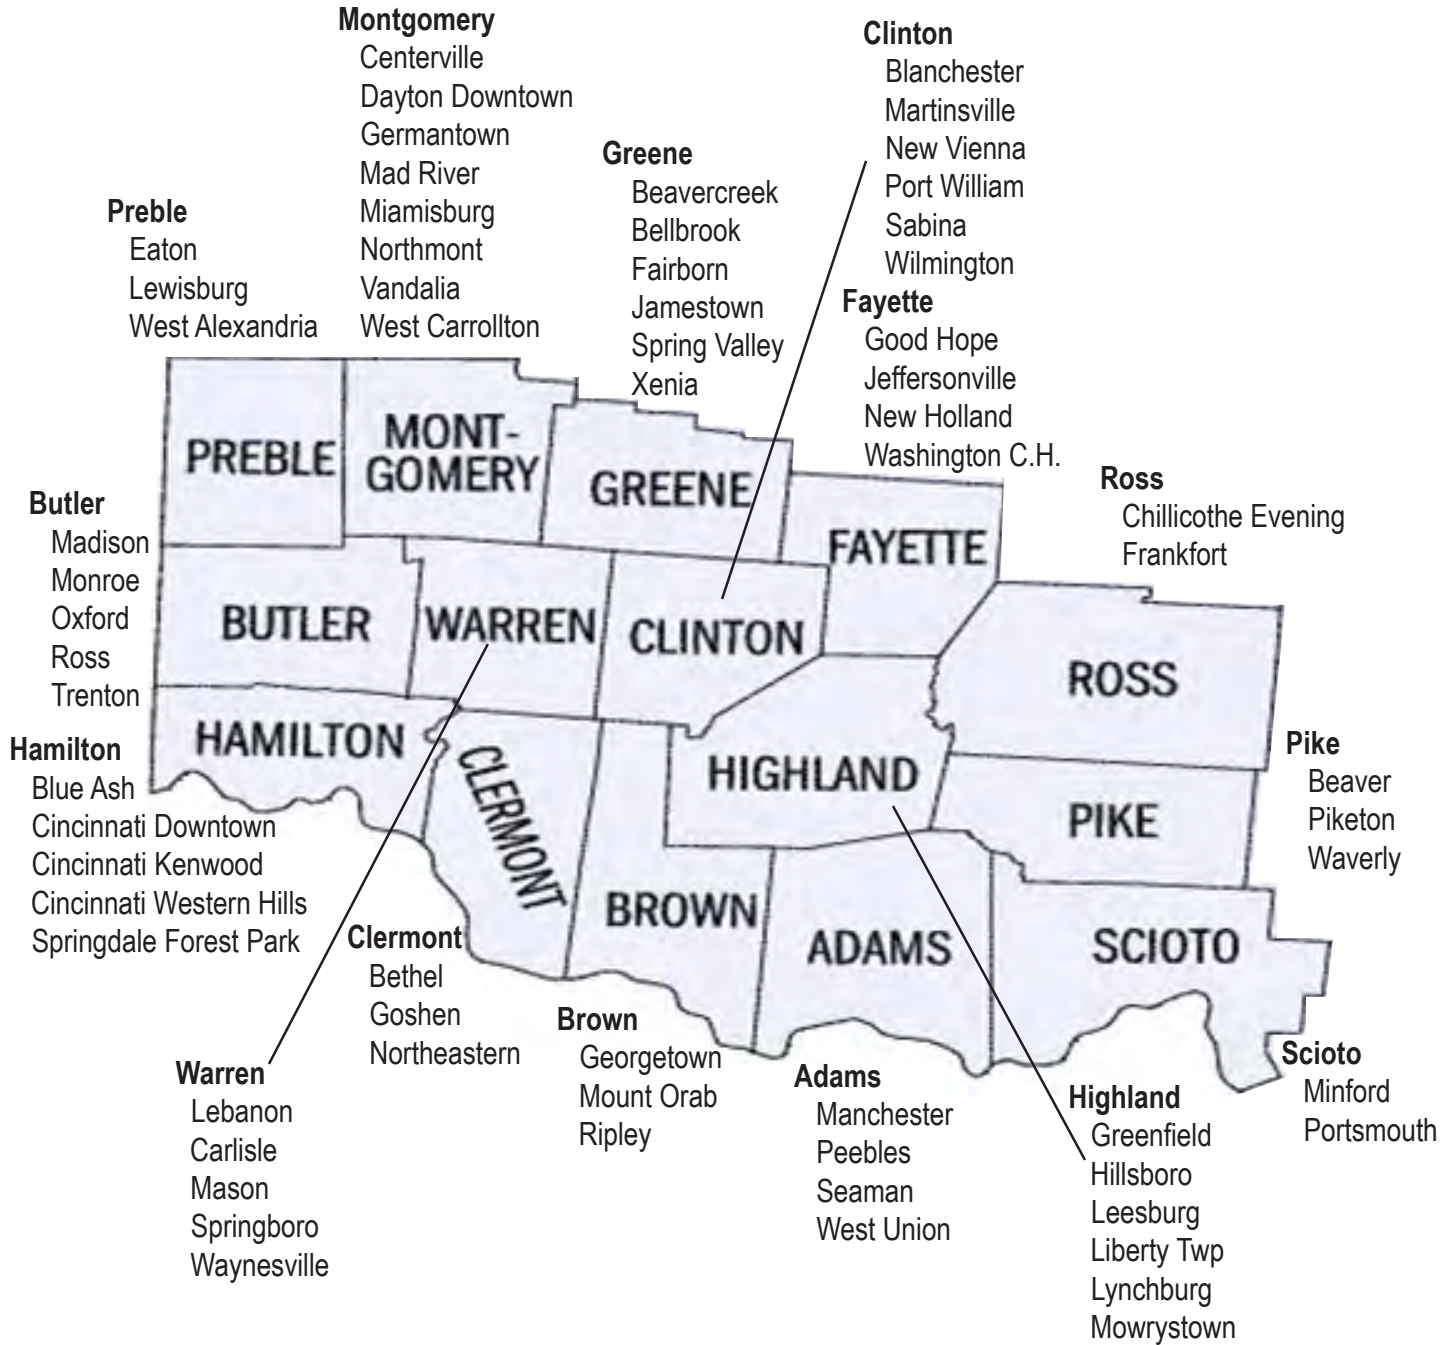 Montgomery
Centerville
Dayton Downtown
Germantown
Mad River
Miamisburg
Northmont
Vandalia
West Carrollton
Clinton
Blanchester
Martinsville
New Vienna
Port William
Sabina
Wilmington
Greene
Beavercreek
Bellbrook
Fairborn
Jamestown
Spring Valley
Xenia
Preble
Eaton
Lewisburg
West Alexandria
Fayette
Good Hope
Jeffersonville
New Holland
Washington C.H.
Ross
Chillicothe Evening
Frankfort
Butler
Madison
Monroe
Oxford
Ross
Trenton
PREBLE
MONT-
GOMERY
GREENE
FAYETTE
BUTLER
WARREN
CLINTON
ROSS
HAMILTON
CLERMONT
HIGHLAND
PIKE
BROWN
ADAMS
SCIOTO
Hamilton
Blue Ash
Cincinnati Downtown
Cincinnati Kenwood
Cincinnati Western Hills
Springdale Forest Park
Pike
Beaver
Piketon
Waverly
Clermont
Bethel
Goshen
Northeastern
Brown
Georgetown
Mount Orab
Ripley
Warren
Lebanon
Carlisle
Mason
Springboro
Waynesville
Adams
Manchester
Peebles
Seaman
West Union
Highland
Greenfield
Hillsboro
Leesburg
Liberty Twp
Lynchburg
Mowrystown
Scioto
Minford
Portsmouth